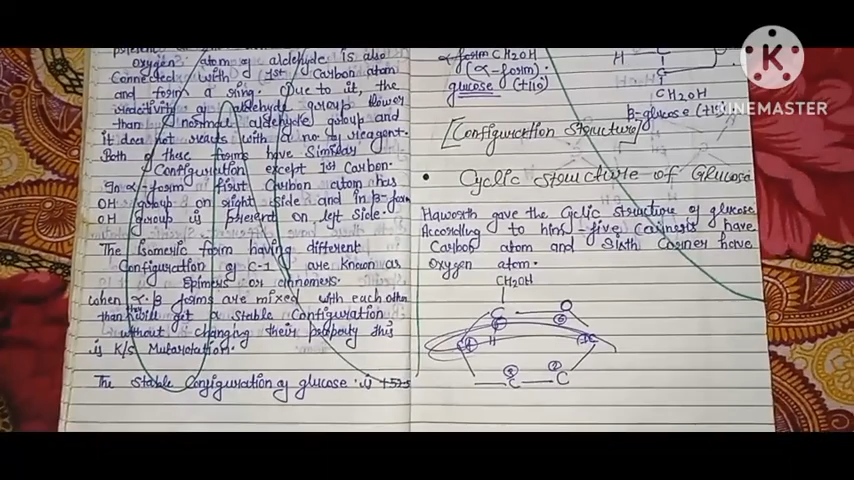 oxygen atom of aldehyde is also
Connected with (1st Carbon atom
and form a ring. Due to it, the
reactivity of aldehyde group lower
than normal aldehyde group and
it does not reacts with a no of reagent.
Both of these forms have Similar
Configuration except 1st Carbon.
In α-form first Carbon atom has
OH group on right side and in β-form
OH group is present on left side.
The Isomeric form having different
Configuration of C-1 are Known as
Epimers or annomers.
when α β forms are mixed with each other
than will get a stable Configuration
without changing their property this
is K/s Mutarotation.
The Stable Configuration of glucose is +52.5
α-form CH2OH
(α-form)
glucose (+110)
H C
C
CH2OH
β-glucose (+19
[Configuration Structure]
• Cyclic Structure of Glucose
Haworth gave the Cyclic structure of glucose
According to him five Corners have
Carbon atom and Sixth Corner have
Oxygen atom.
CH2OH
C O
H
C C
K
KINEMASTER